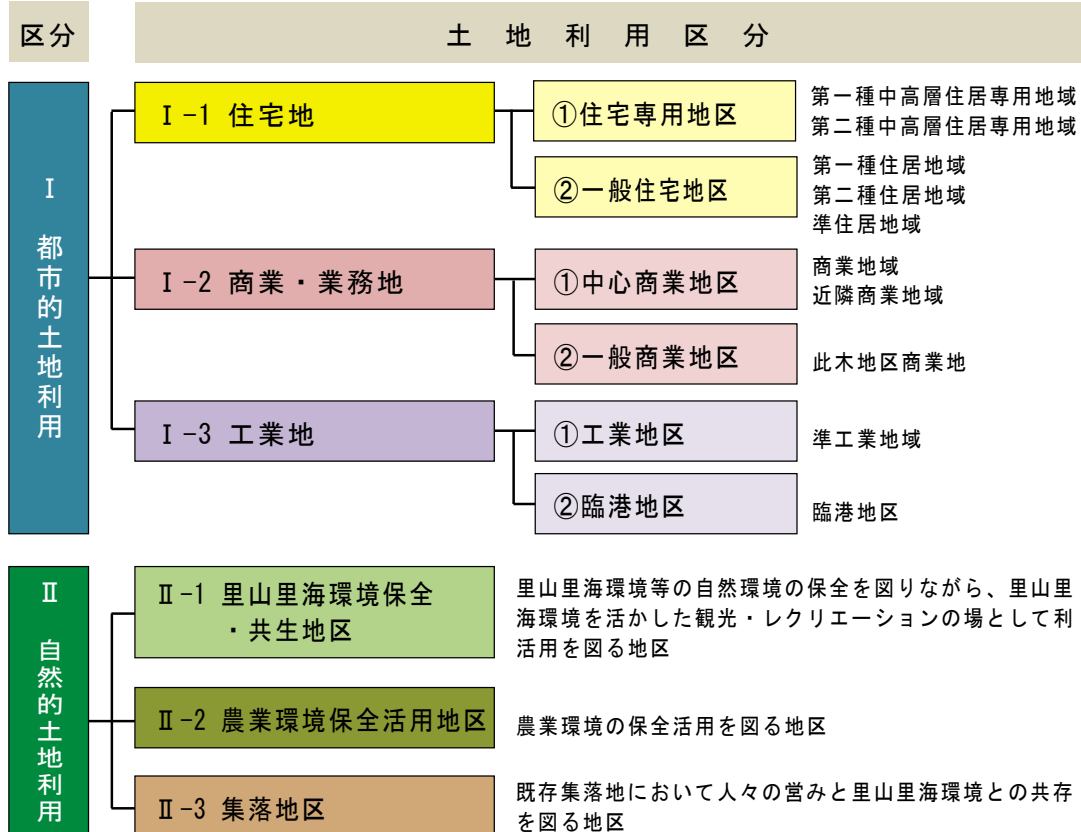 区分
土地利用区分
Ⅰ 都市的土地利用
Ⅰ-1 住宅地
①住宅専用地区
第一種中高層住居専用地域
第二種中高層住居専用地域
②一般住宅地区
第一種住居地域
第二種住居地域
準住居地域
Ⅰ-2 商業・業務地
①中心商業地区
商業地域
近隣商業地域
②一般商業地区
此木地区商業地
Ⅰ-3 工業地
①工業地区
準工業地域
②臨港地区
臨港地区
Ⅱ 自然的土地利用
Ⅱ-1 里山里海環境保全
・共生地区
里山里海環境等の自然環境の保全を図りながら、里山里
海環境を活かした観光・レクリエーションの場として利
活用を図る地区
Ⅱ-2 農業環境保全活用地区
農業環境の保全活用を図る地区
Ⅱ-3 集落地区
既存集落地において人々の営みと里山里海環境との共存
を図る地区